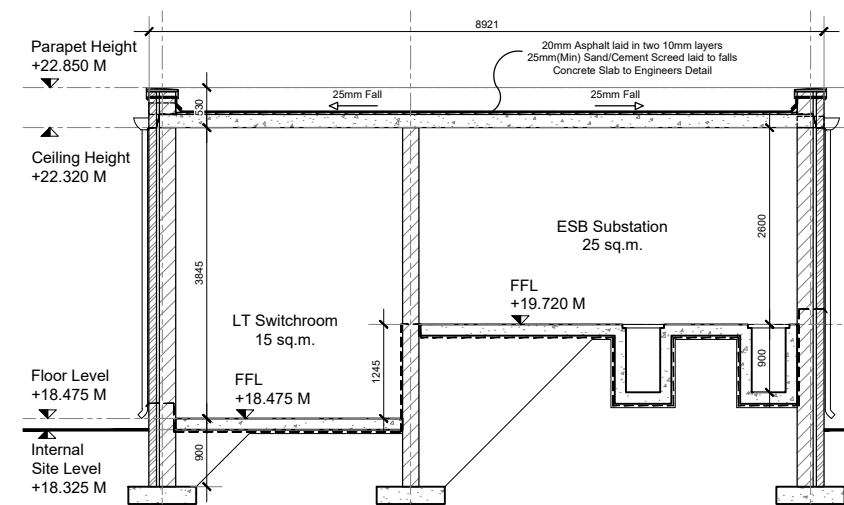 8921
Parapet Height
+22.850 M
20mm Asphalt laid in two 10mm layers
25mm(Min) Sand/Cement Screed laid to falls
Concrete Slab to Engineers Detail
25mm Fall
25mm Fall
530
Ceiling Height
+22.320 M
ESB Substation
25 sq.m.
2600
3845
FFL
+19.720 M
LT Switchroom
15 sq.m.
1245
900
Floor Level
+18.475 M
FFL
+18.475 M
Internal
Site Level
+18.325 M
900